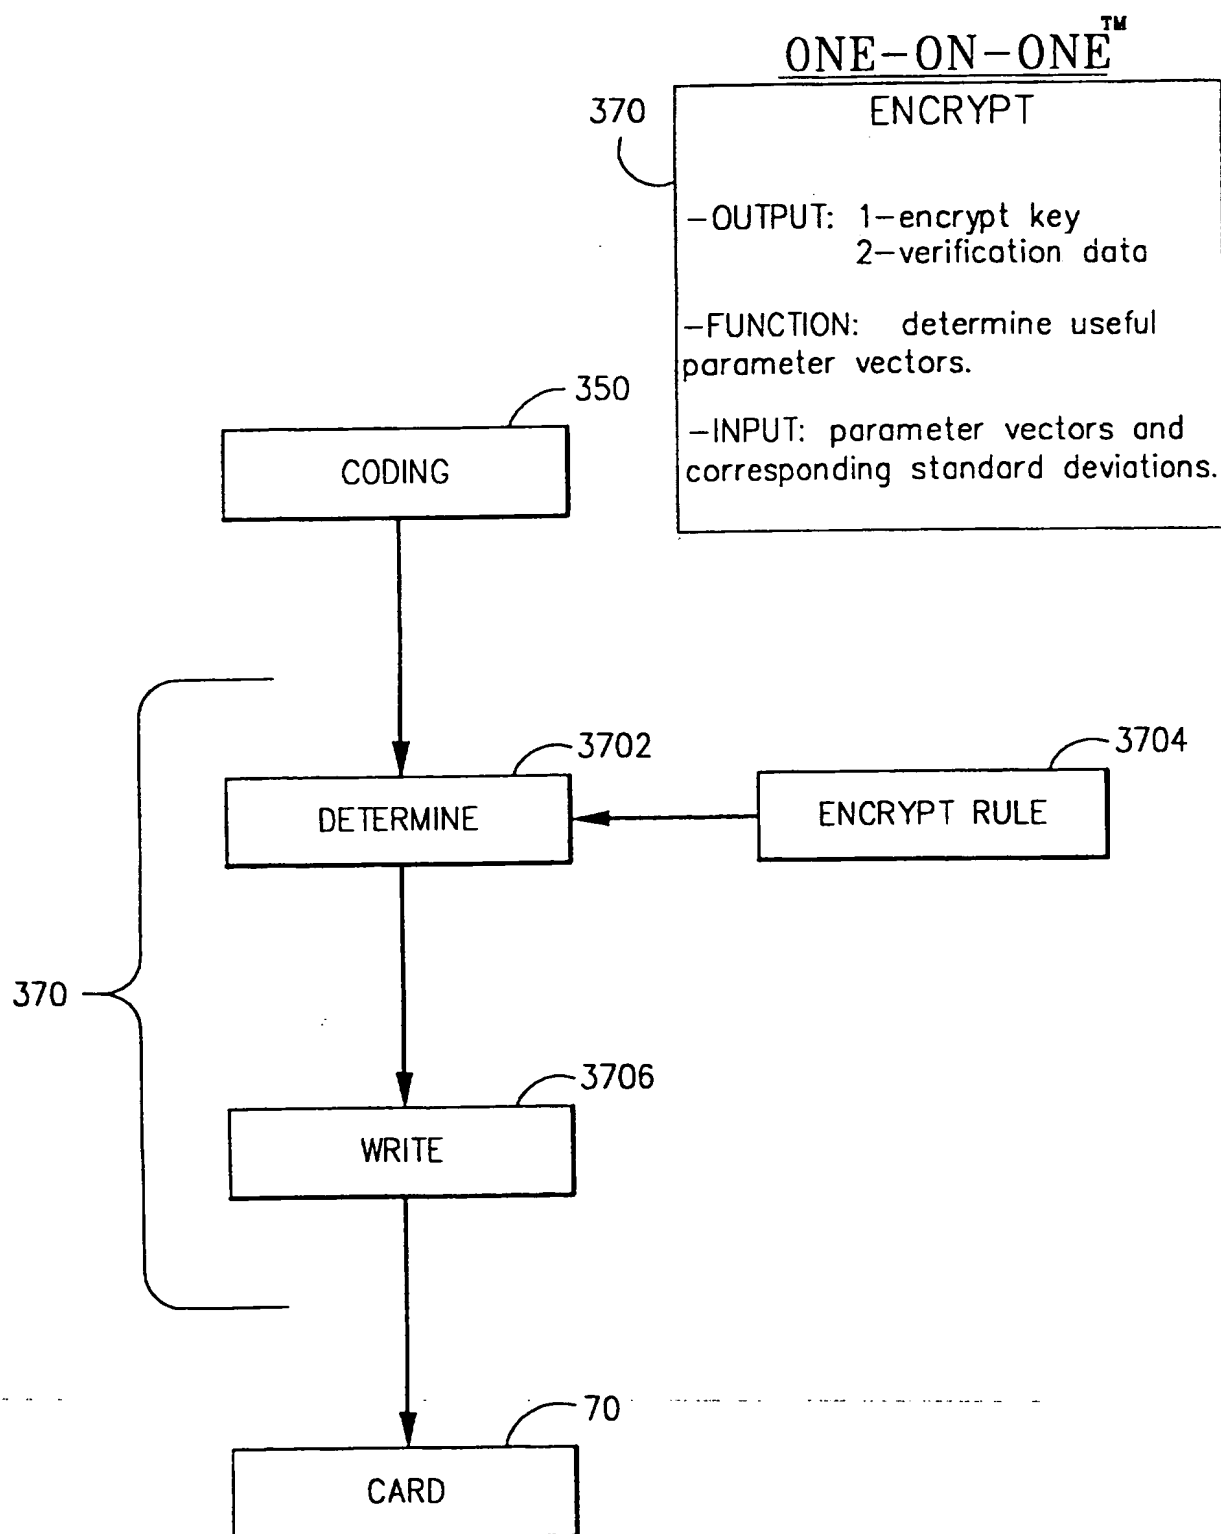 ONE-ON-ONE™
370
ENCRYPT
-OUTPUT: 1-encrypt key
2-verification data
-FUNCTION: determine useful
parameter vectors.
-INPUT: parameter vectors and
corresponding standard deviations.
350
CODING
3702
DETERMINE
3704
ENCRYPT RULE
370
3706
WRITE
70
CARD